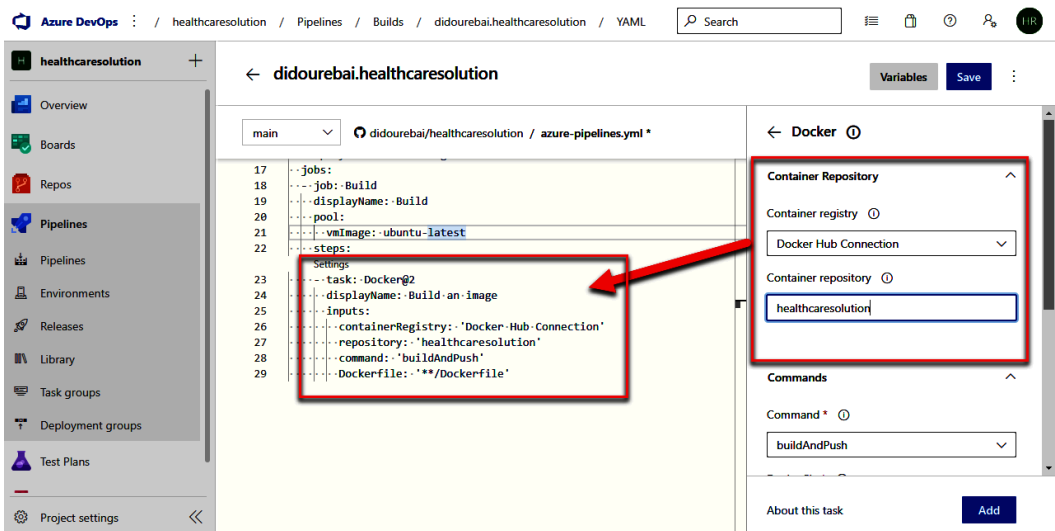 Azure DevOps / healthcaresolution / Pipelines / Builds / didourebai.healthcaresolution / YAML Search HR
H healthcaresolution +
Overview
Boards
Repos
Pipelines
Pipelines
Environments
Releases
Library
Task groups
Deployment groups
Test Plans
Project settings
didourebai.healthcaresolution
Variables Save
main didourebai/healthcaresolution / azure-pipelines.yml *
17 jobs:
18 - job: Build
19 displayName: Build
20 pool:
21 vmImage: ubuntu-latest
22 steps:
Settings
23 - task: Docker@2
24 displayName: Build an image
25 inputs:
26 containerRegistry: 'Docker Hub Connection'
27 repository: 'healthcaresolution'
28 command: 'buildAndPush'
29 Dockerfile: '**/Dockerfile'
Docker
Container Repository
Container registry
Docker Hub Connection
Container repository
healthcaresolution
Commands
Command *
buildAndPush
About this task Add